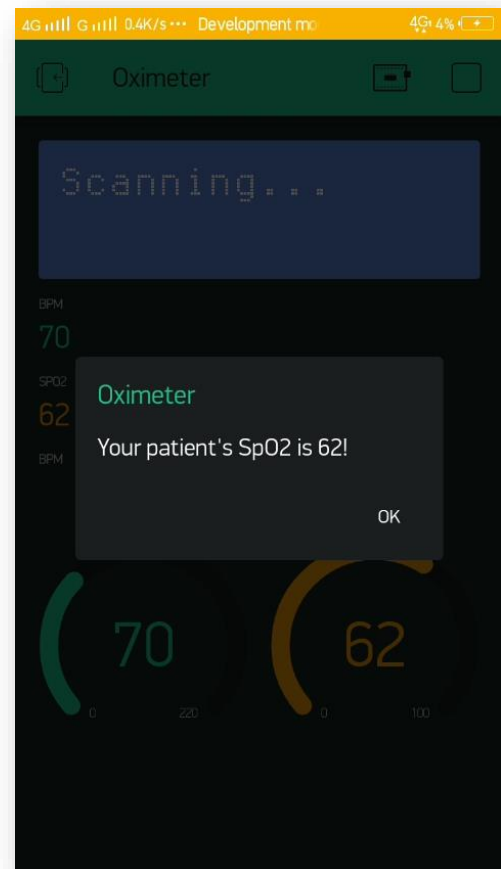 4G G 0.4K/s ··· Development mo 4G 4%
Oximeter
Scanning...
BPM
70
SPO2
62
BPM
Oximeter
Your patient's SpO2 is 62!
OK
70 62
0 220 0 100